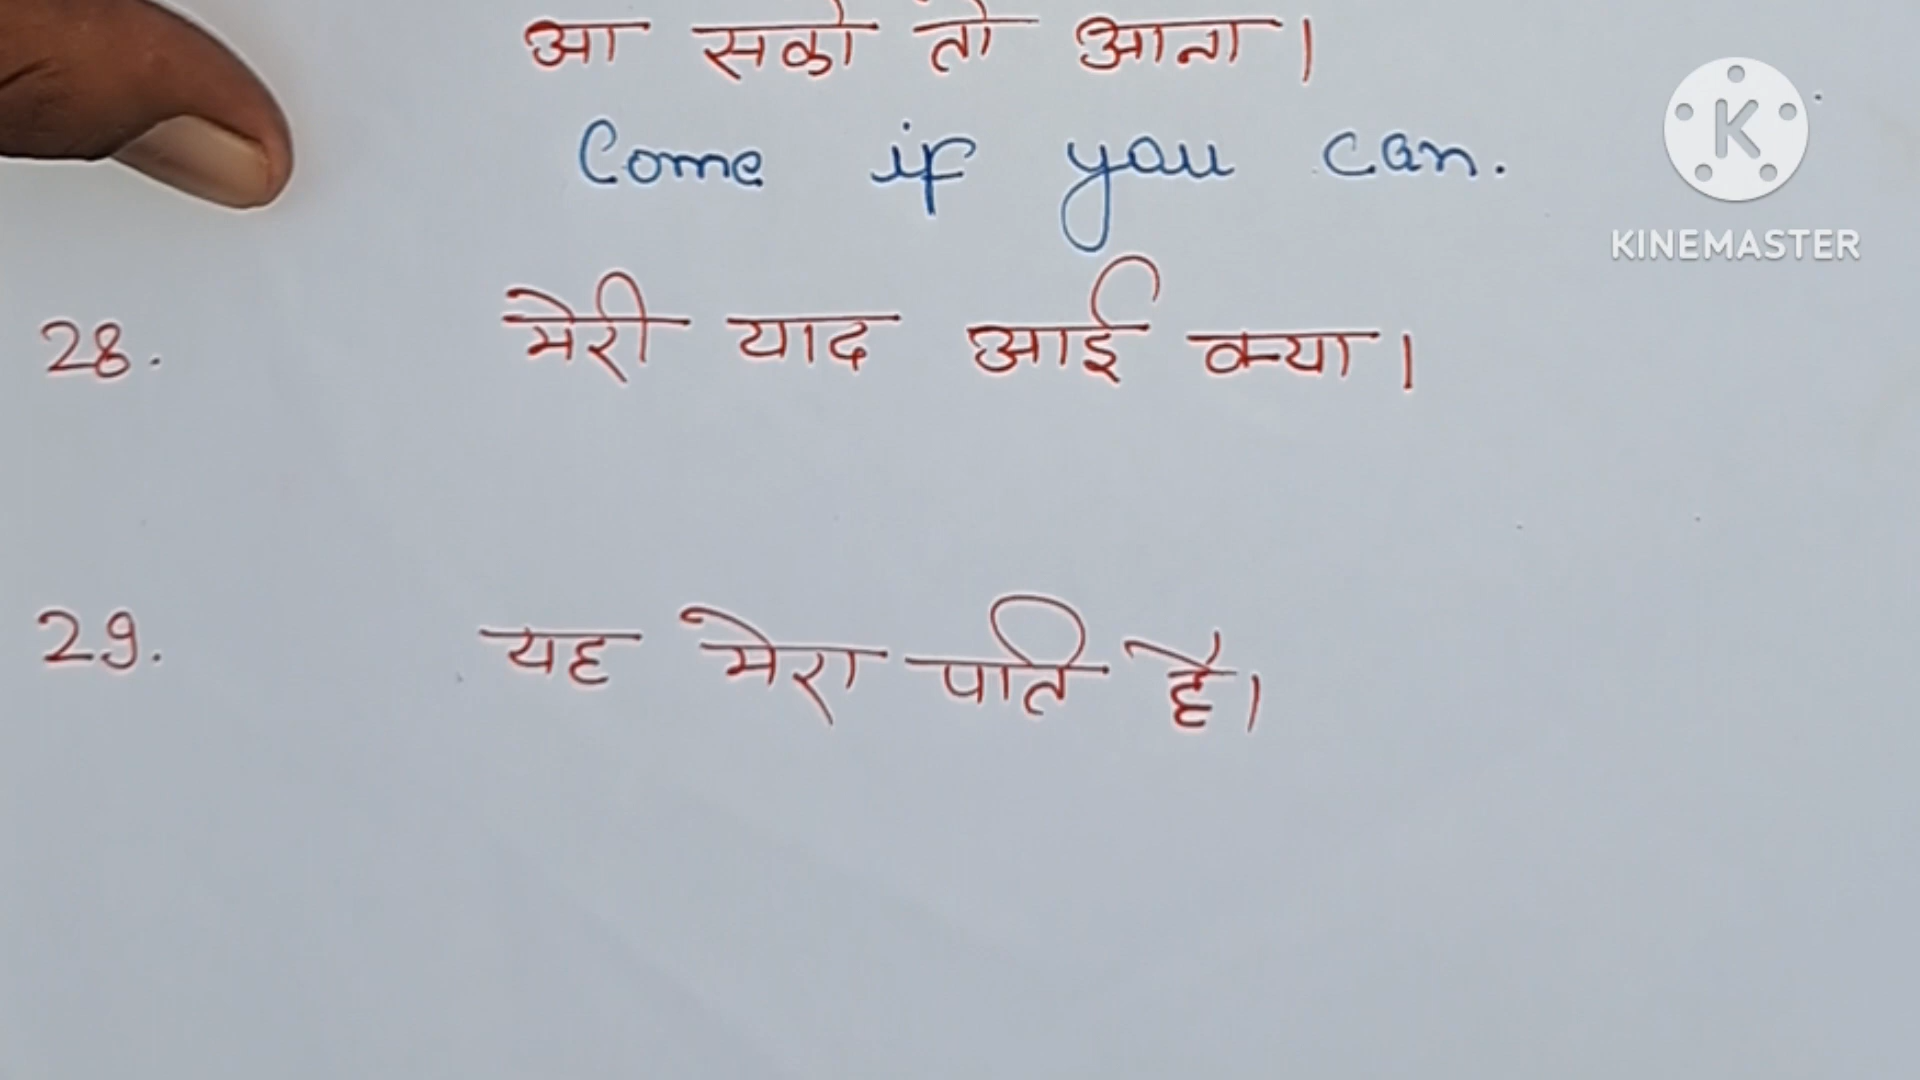 आ सको तो आना।
Come if you can.
KINEMASTER
28. मेरी याद आई क्या।
29. यह मेरा पति है।